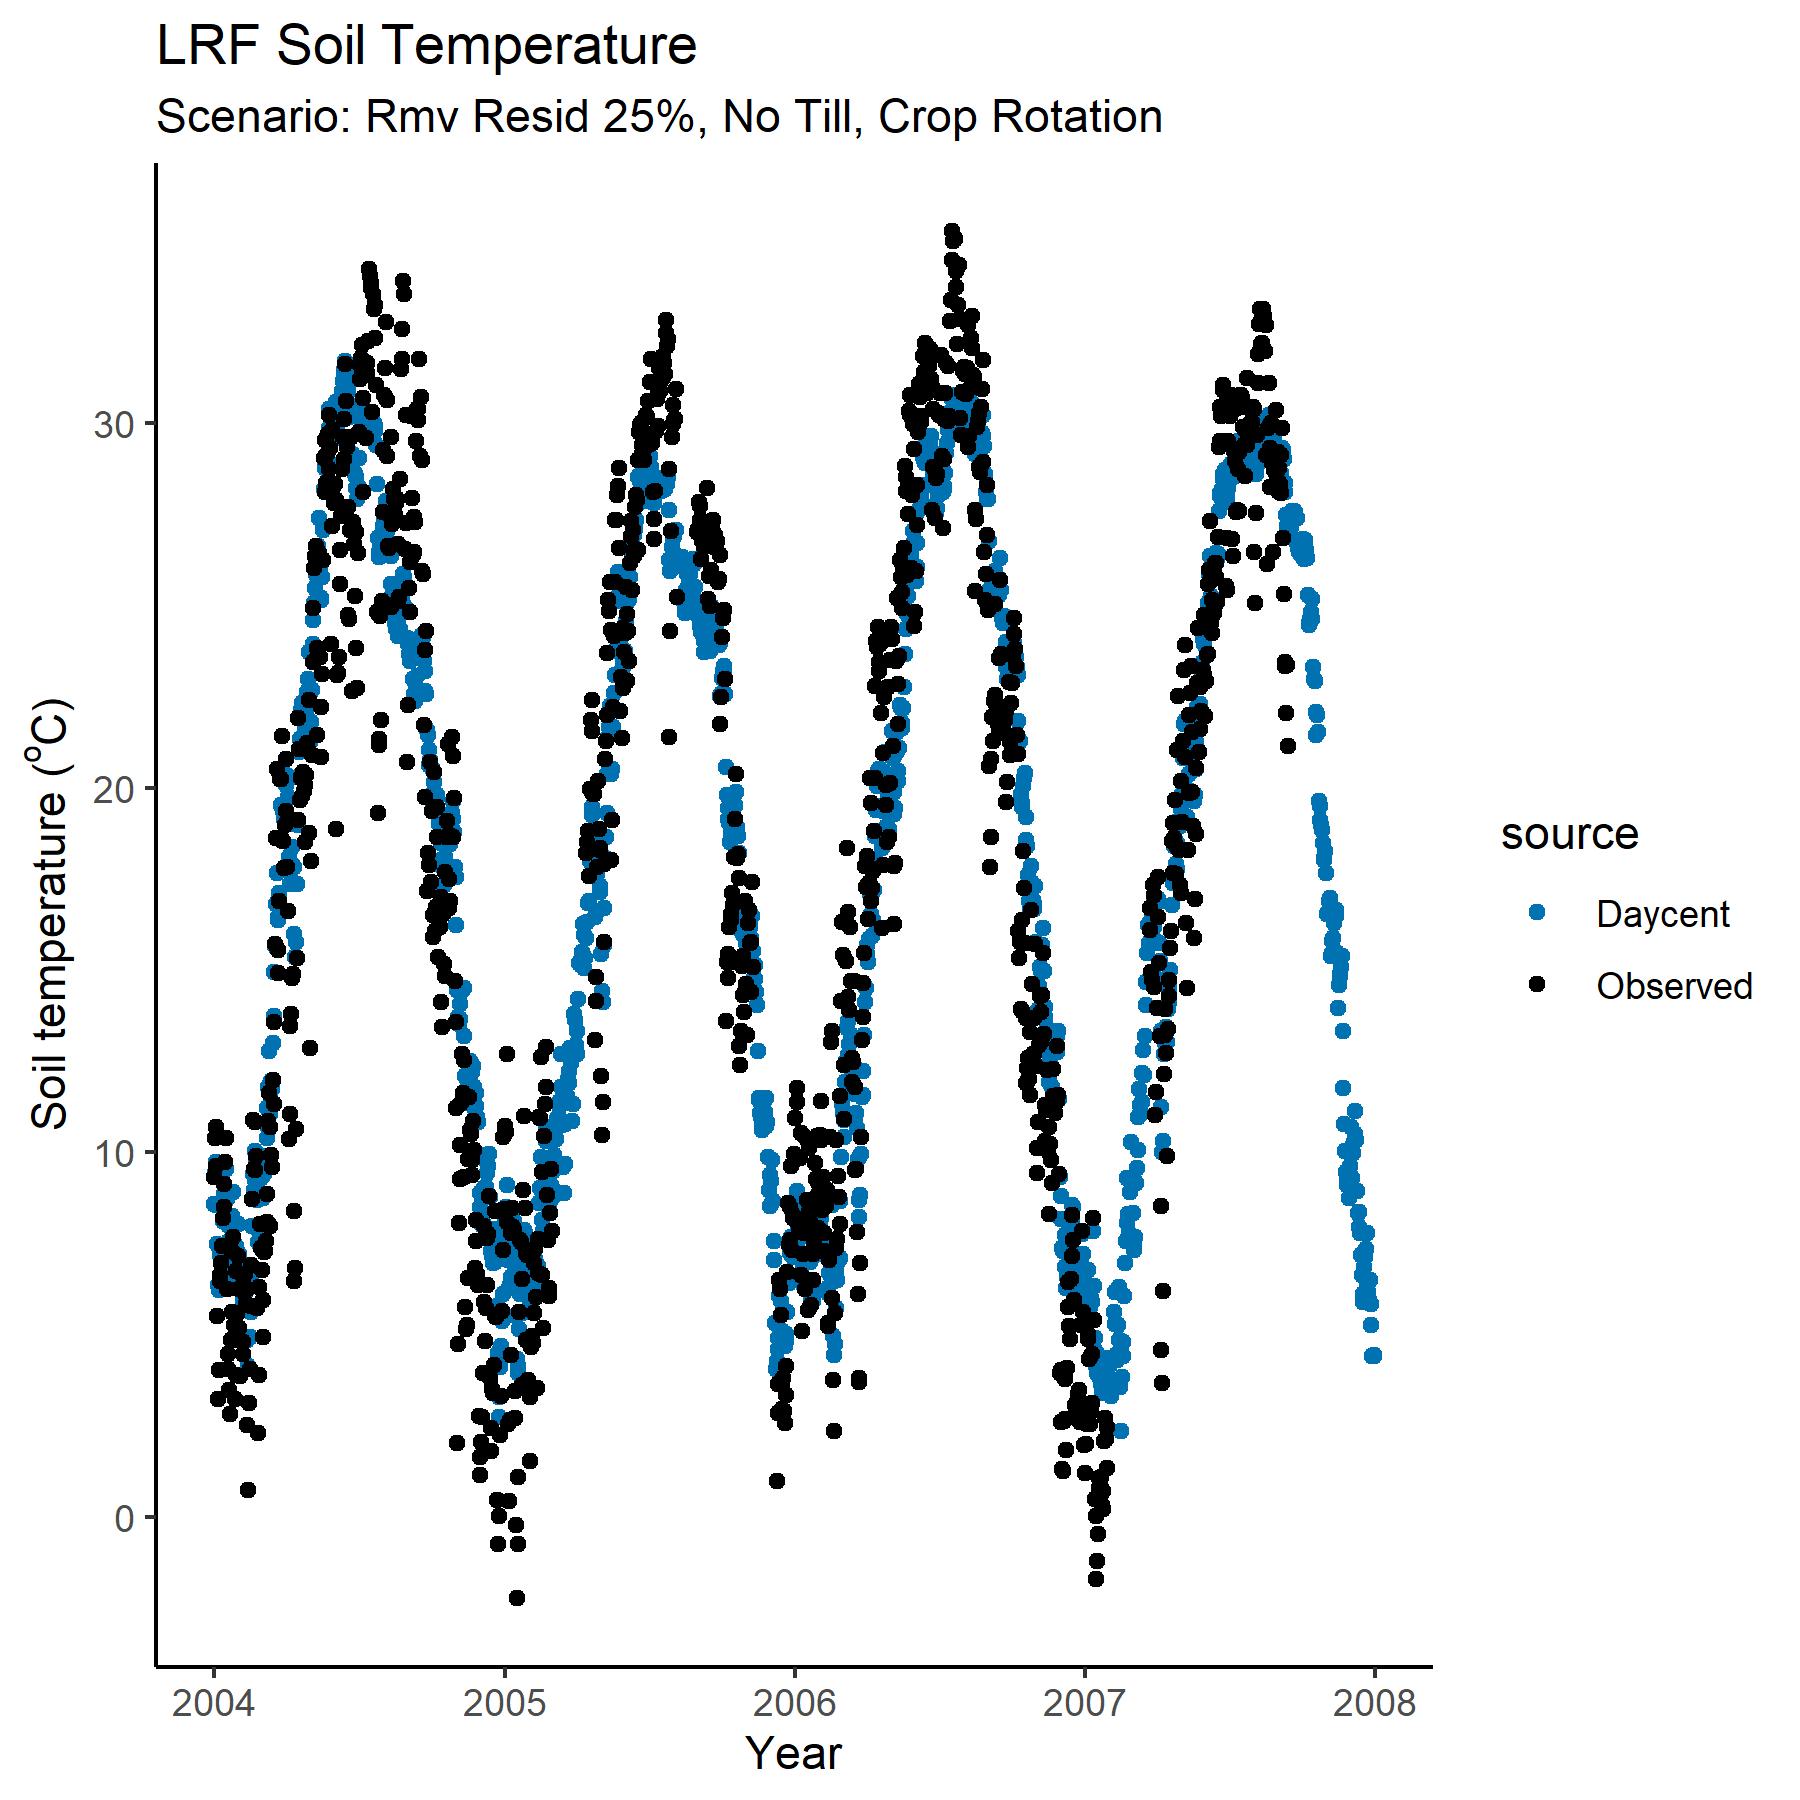 LRF Soil Temperature
Scenario: Rmv Resid 25%, No Till, Crop Rotation
Soil temperature (°C)
30
20
10
0
2004 2005 2006 2007 2008
Year
source
Daycent
Observed